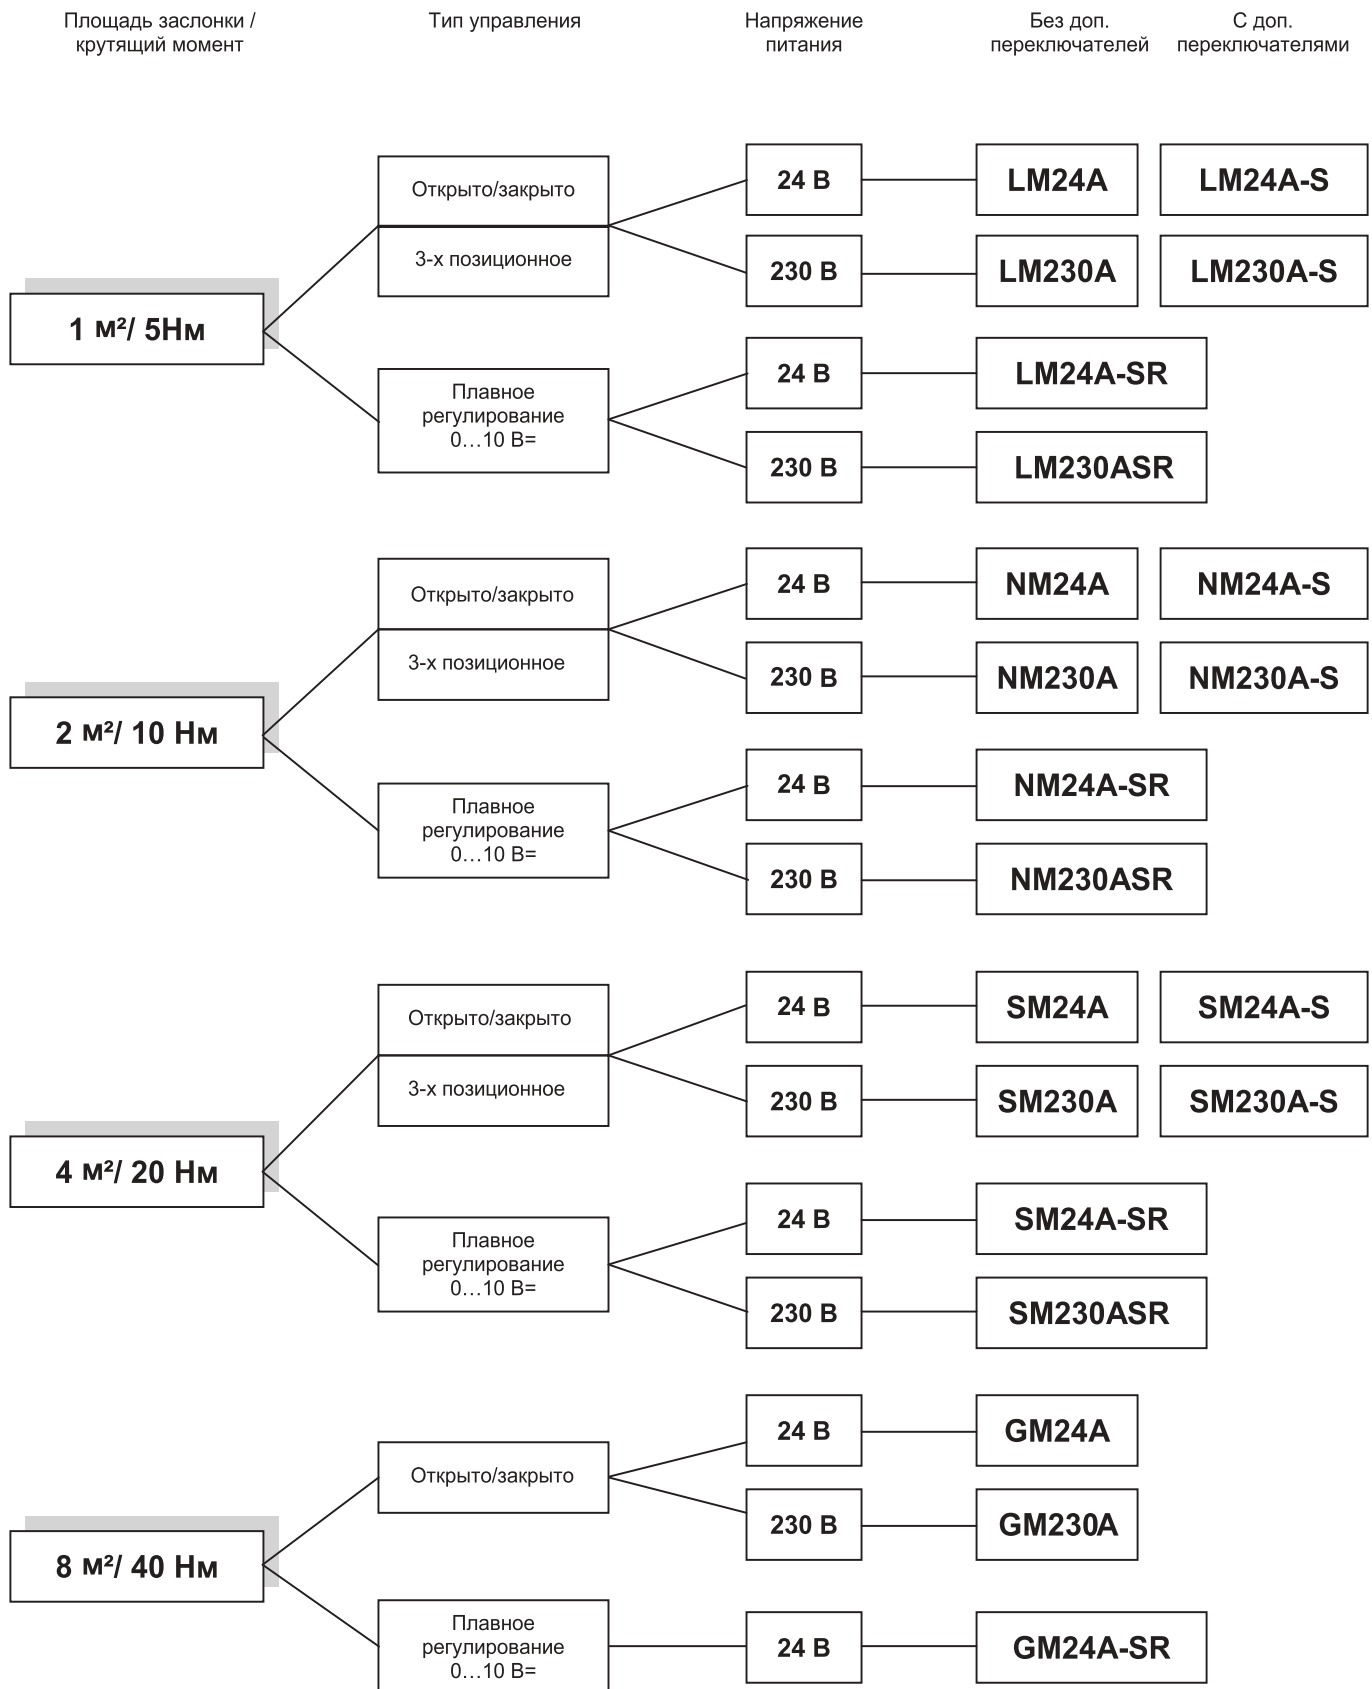 Площадь заслонки /
крутящий момент
Тип управления
Напряжение
питания
Без доп.
переключателей
С доп.
переключателями
1 м²/ 5Нм
Открыто/закрыто
3-х позиционное
24 В
LM24A
LM24A-S
230 В
LM230A
LM230A-S
Плавное
регулирование
0…10 В=
24 В
LM24A-SR
230 В
LM230ASR
2 м²/ 10 Нм
Открыто/закрыто
3-х позиционное
24 В
NM24A
NM24A-S
230 В
NM230A
NM230A-S
Плавное
регулирование
0…10 В=
24 В
NM24A-SR
230 В
NM230ASR
4 м²/ 20 Нм
Открыто/закрыто
3-х позиционное
24 В
SM24A
SM24A-S
230 В
SM230A
SM230A-S
Плавное
регулирование
0…10 В=
24 В
SM24A-SR
230 В
SM230ASR
8 м²/ 40 Нм
Открыто/закрыто
24 В
GM24A
230 В
GM230A
Плавное
регулирование
0…10 В=
24 В
GM24A-SR